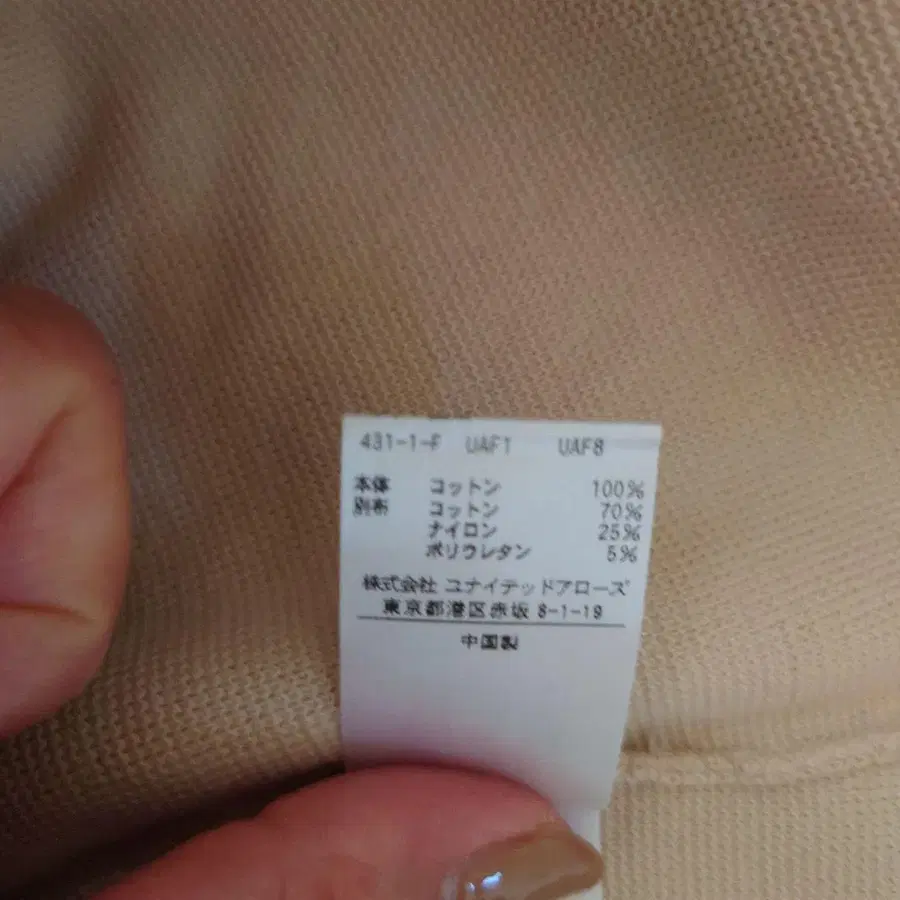 431-1-F UAF1 UAF8
本体 コットン 100%
別布 コットン 70%
ナイロン 25%
ポリウレタン 5%
株式会社 ユナイテッドアローズ
東京都港区赤坂 8-1-19
中国製